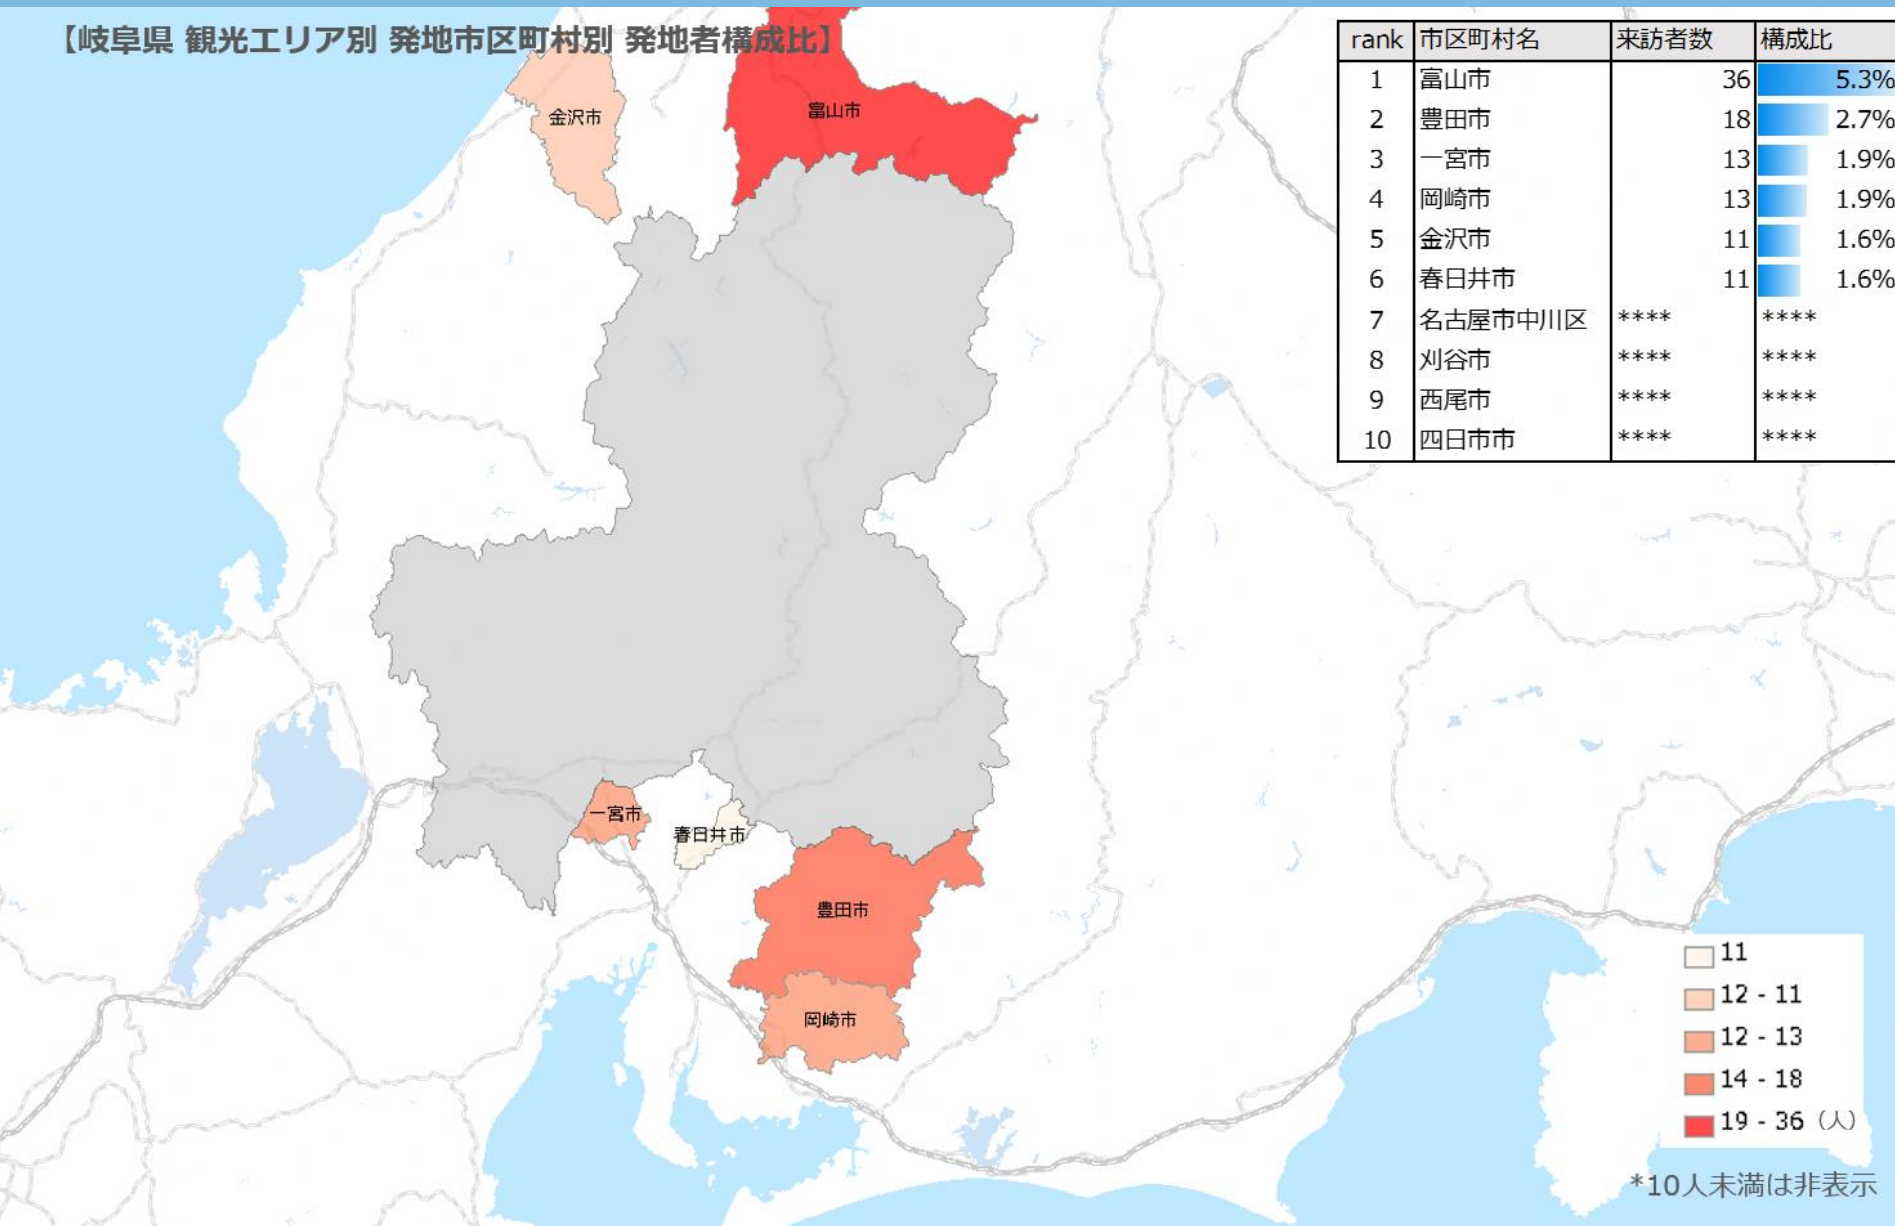 【岐阜県 観光エリア別 発地市区町村別 発地者構成比】
rank 市区町村名 来訪者数 構成比
1 富山市 36 5.3%
2 豊田市 18 2.7%
3 一宮市 13 1.9%
4 岡崎市 13 1.9%
5 金沢市 11 1.6%
6 春日井市 11 1.6%
7 名古屋市中川区 **** ****
8 刈谷市 **** ****
9 西尾市 **** ****
10 四日市市 **** ****
金沢市
富山市
一宮市
春日井市
豊田市
岡崎市
11
12 - 11
12 - 13
14 - 18
19 - 36（人）
*10人未満は非表示